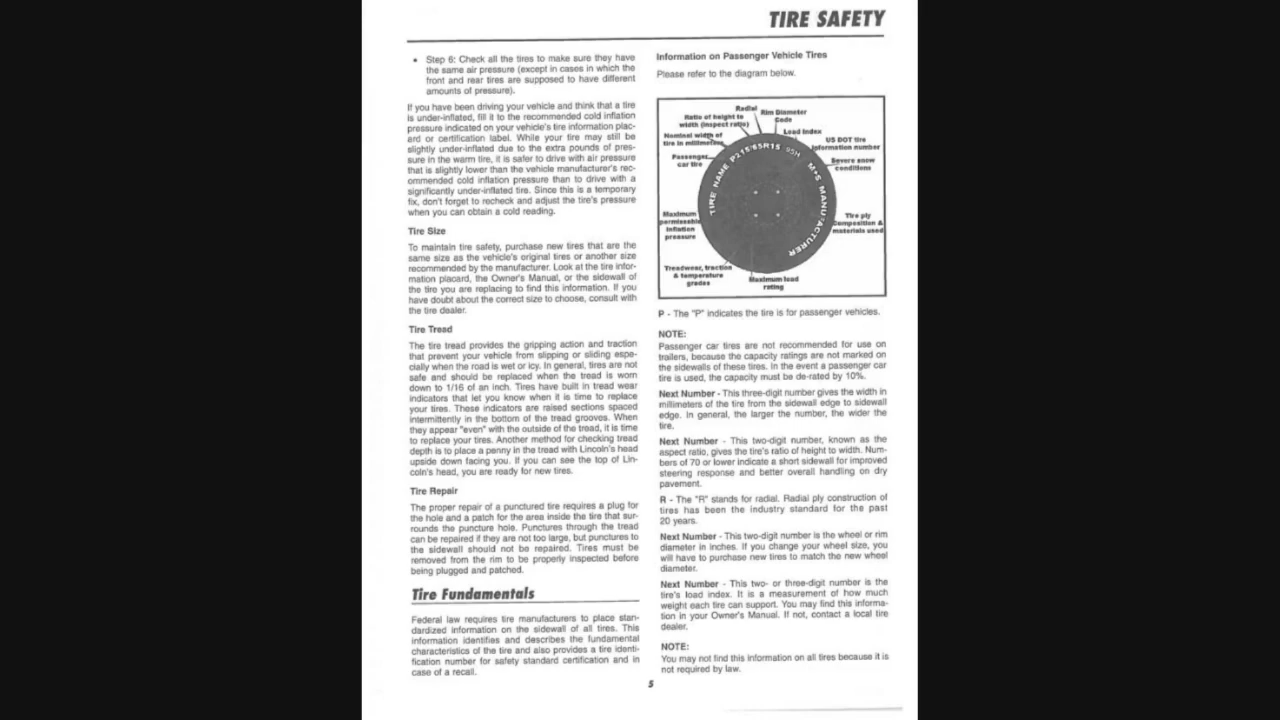 TIRE SAFETY
• Step 6: Check all the tires to make sure they have
the same air pressure (except in cases in which the
front and rear tires are supposed to have different
amounts of pressure).
If you have been driving your vehicle and think that a tire
is under-inflated, fill it to the recommended cold inflation
pressure indicated on your vehicle's tire information plac-
ard or certification label. While your tire may still be
slightly under-inflated due to the extra pounds of pres-
sure in the warm tire, it is safer to drive with air pressure
that is slightly lower than the vehicle manufacturer's rec-
ommended cold inflation pressure than to drive with a
significantly under-inflated tire. Since this is a temporary
fix, don't forget to recheck and adjust the tire's pressure
when you can obtain a cold reading.
Tire Size
To maintain tire safety, purchase new tires that are the
same size as the vehicle's original tires or another size
recommended by the manufacturer. Look at the tire infor-
mation placard, the Owner's Manual, or the sidewall of
the tire you are replacing to find this information. If you
have doubt about the correct size to choose, consult with
the tire dealer.
Tire Tread
The tire tread provides the gripping action and traction
that prevent your vehicle from slipping or sliding espe-
cially when the road is wet or icy. In general, tires are not
safe and should be replaced when the tread is worn
down to 1/16 of an inch. Tires have built in tread wear
indicators that let you know when it is time to replace
your tires. These indicators are raised sections spaced
intermittently in the bottom of the tread grooves. When
they appear "even" with the outside of the tread, it is time
to replace your tires. Another method for checking tread
depth is to place a penny in the tread with Lincoln's head
upside down facing you. If you can see the top of Lin-
coln's head, you are ready for new tires.
Tire Repair
The proper repair of a punctured tire requires a plug for
the hole and a patch for the area inside the tire that sur-
rounds the puncture hole. Punctures through the tread
can be repaired if they are not too large, but punctures to
the sidewall should not be repaired. Tires must be
removed from the rim to be properly inspected before
being plugged and patched.
Tire Fundamentals
Federal law requires tire manufacturers to place stan-
dardized information on the sidewall of all tires. This
information identifies and describes the fundamental
characteristics of the tire and also provides a tire identi-
fication number for safety standard certification and in
case of a recall.
Information on Passenger Vehicle Tires
Please refer to the diagram below.
Radial
Rim Diameter
Code
Ratio of height to
width (inspect ratio)
Load Index
Nominal width of
tire in millimeters
US DOT tire
information number
Passenger
car tire
Severe snow
conditions
TIRE NAME P215/65R15 95H M+S MANUFACTURER
Maximum
permissable
inflation
pressure
Tire ply
Composition &
materials used
Treadwear, traction
& temperature
grades
Maximum load
rating
P - The "P" indicates the tire is for passenger vehicles.
NOTE:
Passenger car tires are not recommended for use on
trailers, because the capacity ratings are not marked on
the sidewalls of these tires. In the event a passenger car
tire is used, the capacity must be de-rated by 10%.
Next Number - This three-digit number gives the width in
millimeters of the tire from the sidewall edge to sidewall
edge. In general, the larger the number, the wider the
tire.
Next Number - This two-digit number, known as the
aspect ratio, gives the tire's ratio of height to width. Num-
bers of 70 or lower indicate a short sidewall for improved
steering response and better overall handling on dry
pavement.
R - The "R" stands for radial. Radial ply construction of
tires has been the industry standard for the past
20 years.
Next Number - This two-digit number is the wheel or rim
diameter in inches. If you change your wheel size, you
will have to purchase new tires to match the new wheel
diameter.
Next Number - This two- or three-digit number is the
tire's load index. It is a measurement of how much
weight each tire can support. You may find this informa-
tion in your Owner's Manual. If not, contact a local tire
dealer.
NOTE:
You may not find this information on all tires because it is
not required by law.
5